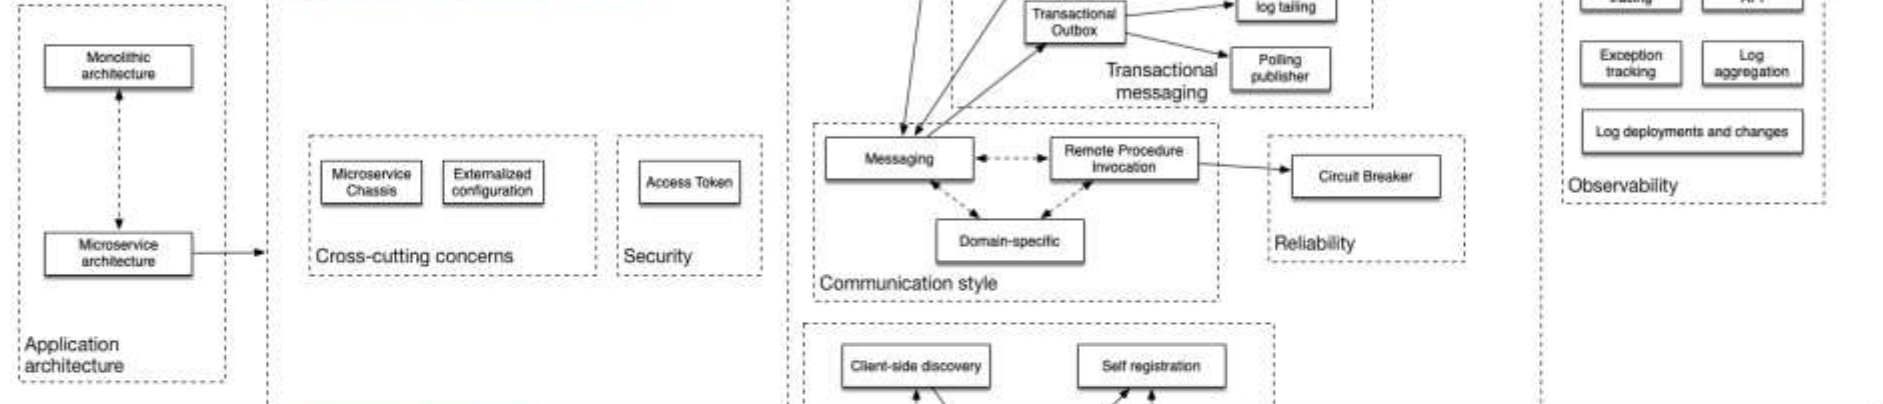 Monolithic
architecture
Microservice
architecture
Application
architecture
Microservice
Chassis
Externalized
configuration
Cross-cutting concerns
Access Token
Security
log tailing
Transactional
Outbox
Polling
publisher
Transactional
messaging
Messaging
Remote Procedure
Invocation
Domain-specific
Communication style
Circuit Breaker
Reliability
Client-side discovery
Self registration
Exception
tracking
Log
aggregation
Log deployments and changes
Observability